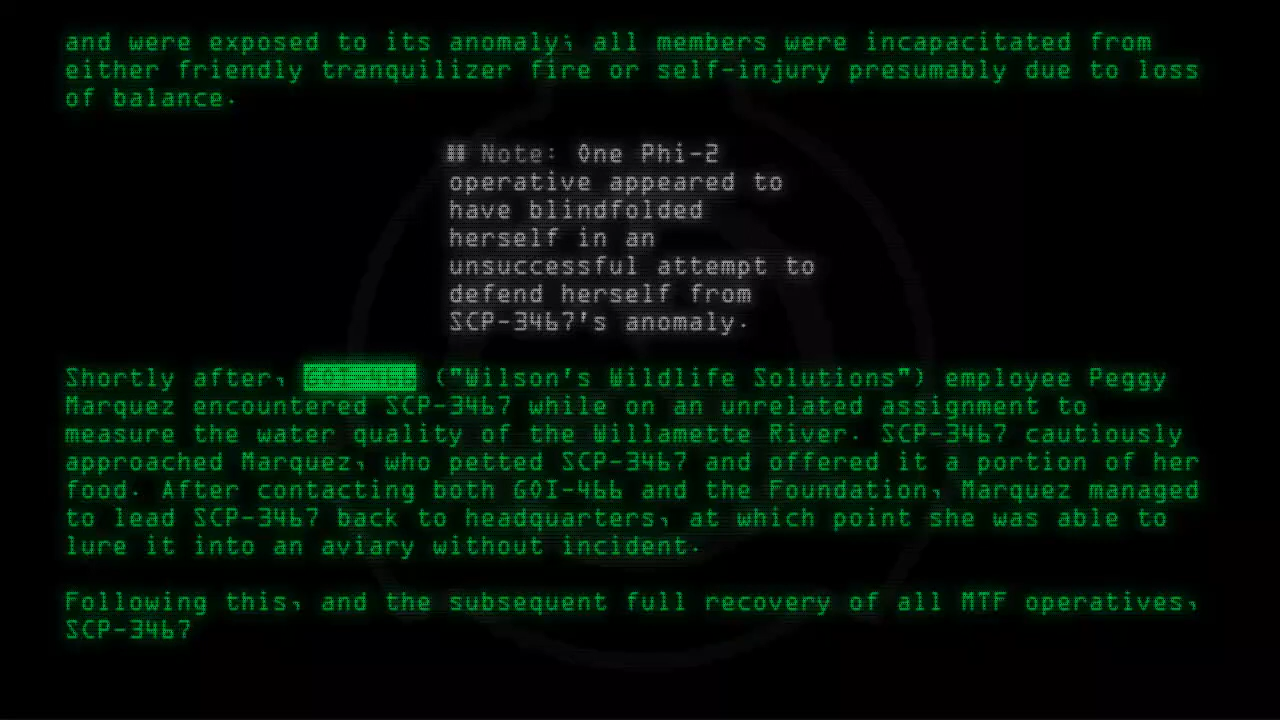 and were exposed to its anomaly; all members were incapacitated from
either friendly tranquilizer fire or self-injury presumably due to loss
of balance.
## Note: One Phi-2
operative appeared to
have blindfolded
herself in an
unsuccessful attempt to
defend herself from
SCP-3467's anomaly.
Shortly after, GOI-466 ("Wilson's Wildlife Solutions") employee Peggy
Marquez encountered SCP-3467 while on an unrelated assignment to
measure the water quality of the Willamette River. SCP-3467 cautiously
approached Marquez, who petted SCP-3467 and offered it a portion of her
food. After contacting both GOI-466 and the Foundation, Marquez managed
to lead SCP-3467 back to headquarters, at which point she was able to
lure it into an aviary without incident.
Following this, and the subsequent full recovery of all MTF operatives,
SCP-3467